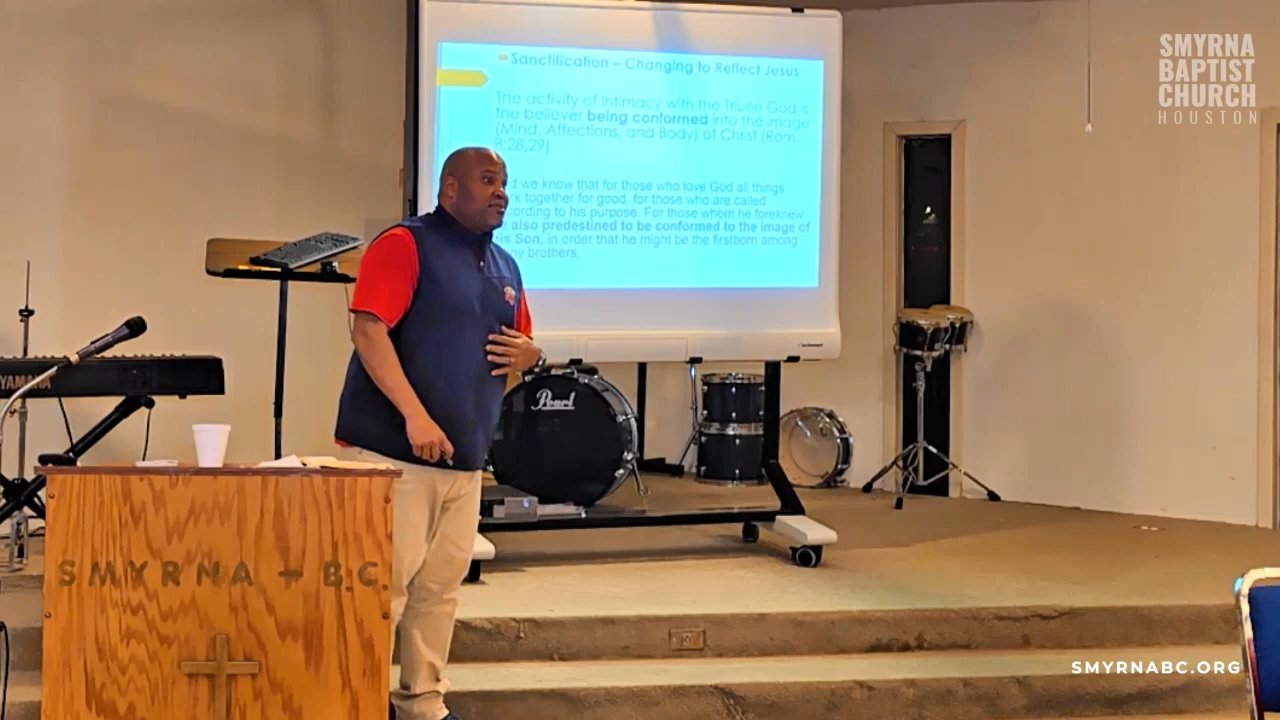 Sanctification – Changing to Reflect Jesus
The activity of Intimacy with the Triune God is
the believer being conformed into the image
(Mind, Affections, and Body) of Christ (Rom.
8:28,29)
we know that for those who love God all things
together for good, for those who are called
to his purpose. For those whom he foreknew
also predestined to be conformed to the image of
Son, in order that he might be the firstborn among
brothers.
SMYRNA
BAPTIST
CHURCH
HOUSTON
YAMAHA
Pearl
SMYRNA – B.C.
SMYRNABC.ORG